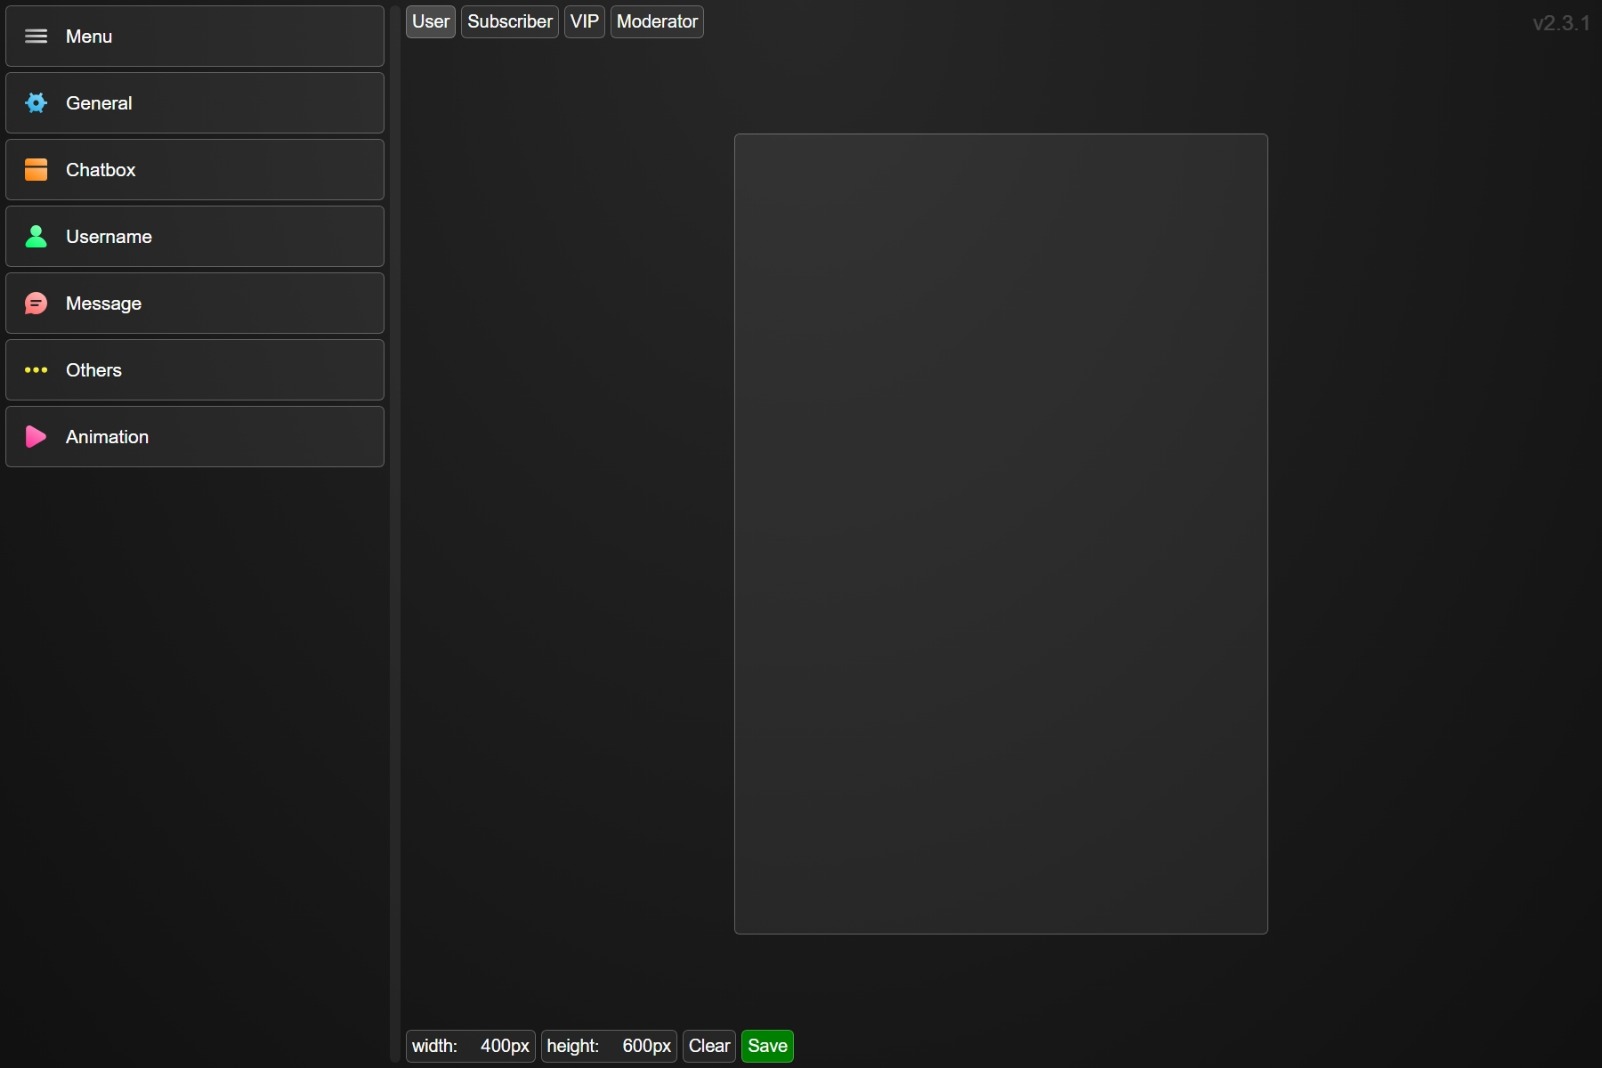 Menu
General
Chatbox
Username
Message
Others
Animation
User Subscriber VIP Moderator
v2.3.1
width: 400px height: 600px Clear Save